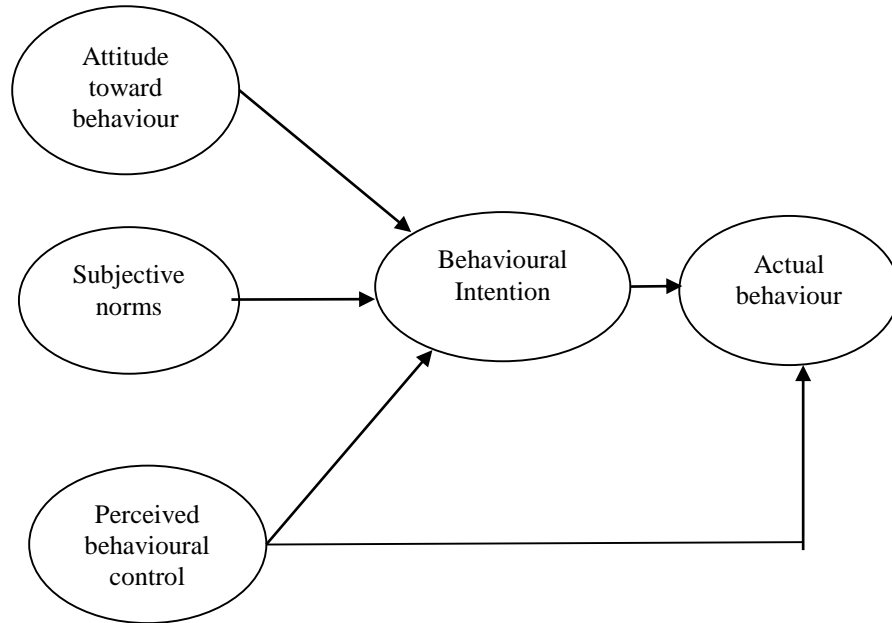 Attitude
toward
behaviour
Subjective
norms
Behavioural
Intention
Actual
behaviour
Perceived
behavioural
control